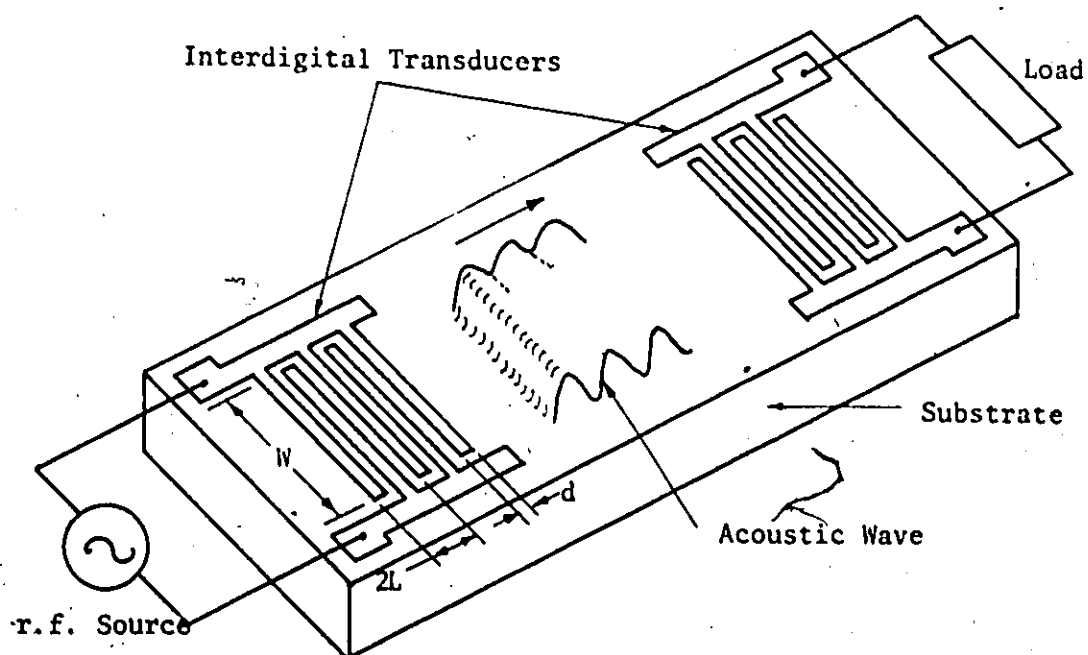 Interdigital Transducers
Load
W
d
Substrate
Acoustic Wave
2L
r.f. Source